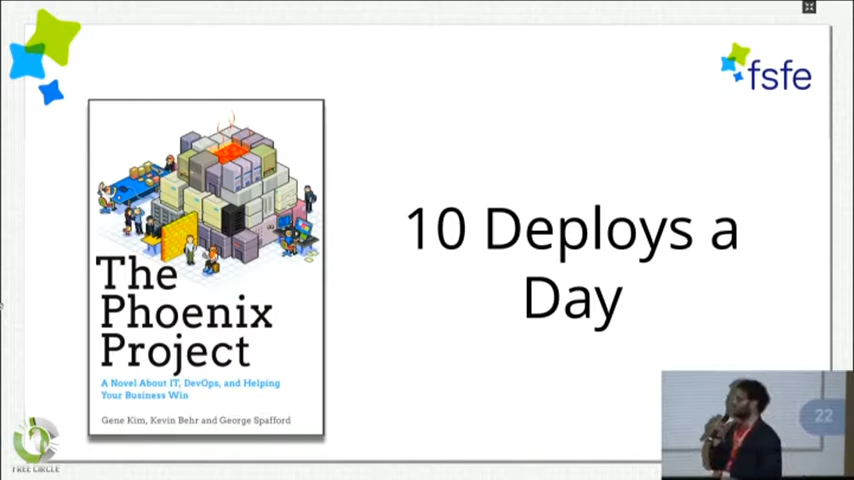 fsfe
10 Deploys a
Day
The
Phoenix
Project
A Novel About IT, DevOps, and Helping
Your Business Win
Gene Kim, Kevin Behr and George Spafford
FREE CIRCLE
22